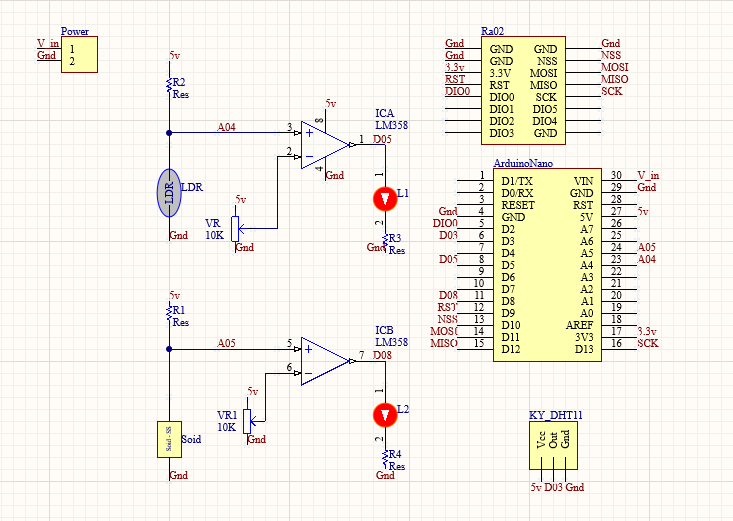 Power
V_in 1
Gnd 2
5v
R2
Res
A04
3
2
8
5v
4
Gnd
ICA
LM358
1 D05
1
L1
2
R3
Res
Gnd
LDR LDR
Gnd
5v
VR
10K
Gnd
5v
R1
Res
A05
5
6
ICB
LM358
7 D08
1
L2
2
R4
Res
Gnd
5v
VR1
10K
Gnd
Soid - SS Soid
Gnd
Ra02
Gnd GND GND Gnd
Gnd GND NSS NSS
3.3v 3.3V MOSI MOSI
RST RST MISO MISO
DIO0 DIO0 SCK SCK
DIO1 DIO5
DIO2 DIO4
DIO3 GND
ArduinoNano
1 D1/TX VIN 30 V_in
2 D0/RX GND 29 Gnd
3 RESET RST 28
Gnd 4 GND 5V 27 5v
DIO0 5 D2 A7 26
D03 6 D3 A6 25
7 D4 A5 24 A05
D05 8 D5 A4 23 A04
9 D6 A3 22
10 D7 A2 21
D08 11 D8 A1 20
RST 12 D9 A0 19
NSS 13 D10 AREF 18
MOSI 14 D11 3V3 17 3.3v
MISO 15 D12 D13 16 SCK
KY_DHT11
Vcc Out Gnd
5v D03 Gnd